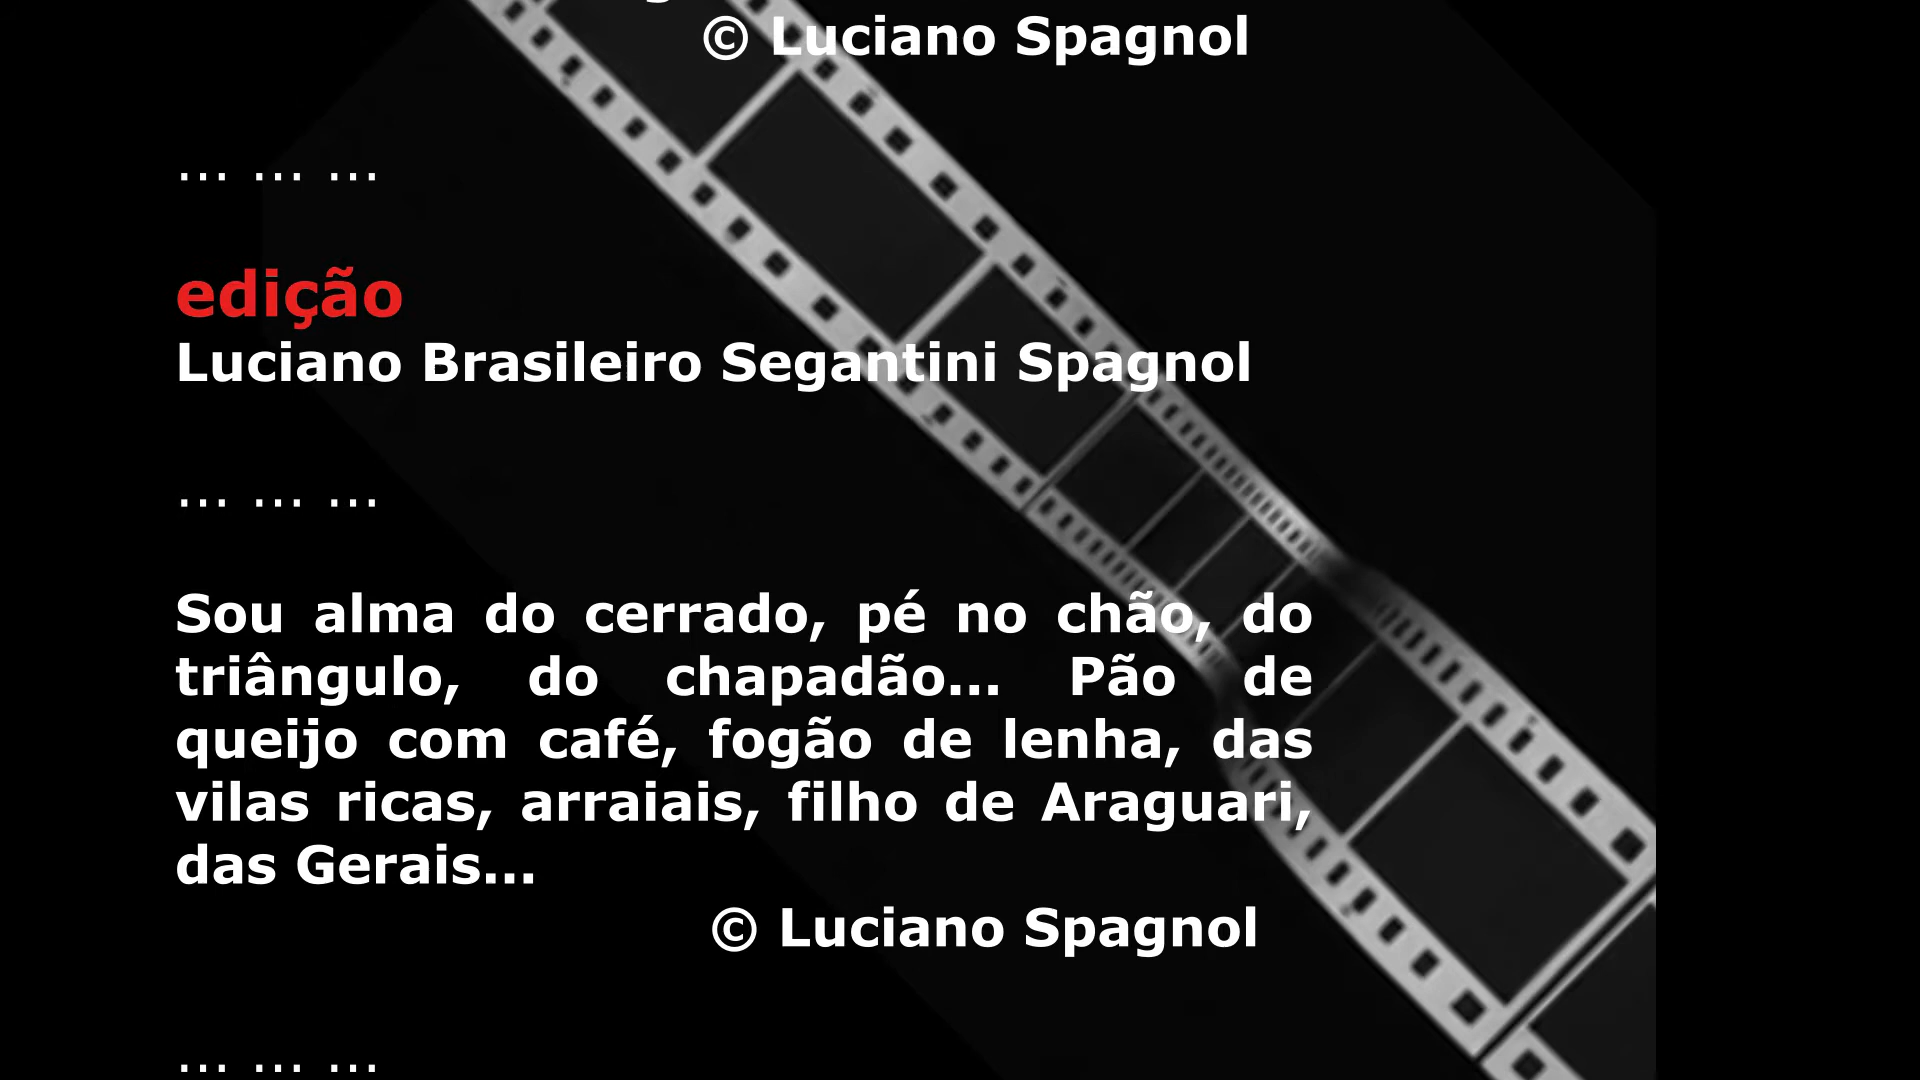 © Luciano Spagnol
... ... ...
edição
Luciano Brasileiro Segantini Spagnol
... ... ...
Sou alma do cerrado, pé no chão, do
triângulo, do chapadão... Pão de
queijo com café, fogão de lenha, das
vilas ricas, arraiais, filho de Araguari,
das Gerais...
© Luciano Spagnol
... ... ...